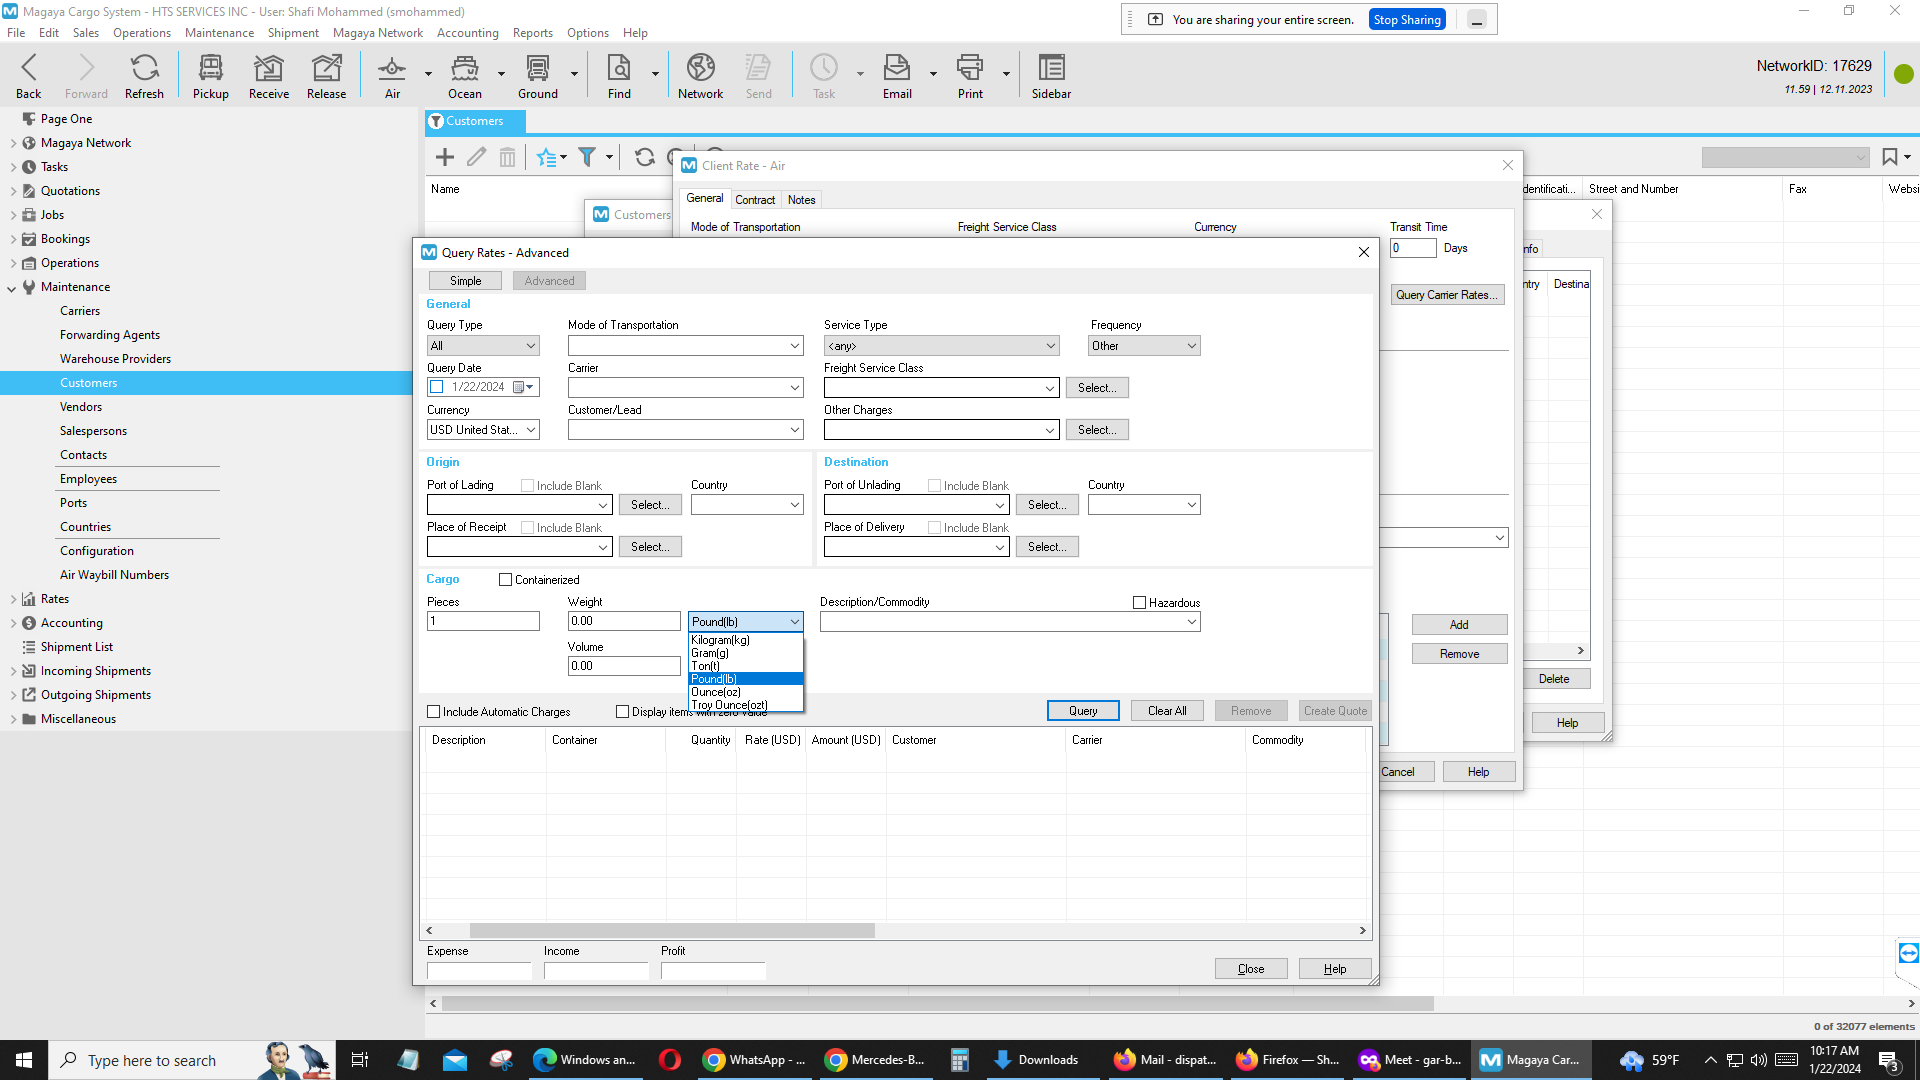 Magaya Cargo System - HTS SERVICES INC - User: Shafi Mohammed (smohammed)
You are sharing your entire screen. Stop Sharing
File Edit Sales Operations Maintenance Shipment Magaya Network Accounting Reports Options Help
Back Forward Refresh Pickup Receive Release Air Ocean Ground Find Network Send Task Email Print Sidebar
NetworkID: 17629
11.59 | 12.11.2023
Page One
Magaya Network
Tasks
Quotations
Jobs
Bookings
Operations
Maintenance
Carriers
Forwarding Agents
Warehouse Providers
Customers
Vendors
Salespersons
Contacts
Employees
Ports
Countries
Configuration
Air Waybill Numbers
Rates
Accounting
Shipment List
Incoming Shipments
Outgoing Shipments
Miscellaneous
Customers
Name
dentificati... Street and Number Fax Websi
Customers
nfo
ntry Destina
Delete
Help
Client Rate - Air
General Contract Notes
Mode of Transportation Freight Service Class Currency Transit Time
0 Days
Query Carrier Rates...
Add
Remove
Cancel Help
Query Rates - Advanced
Simple Advanced
General
Query Type Mode of Transportation Service Type Frequency
All <any> Other
Query Date Carrier Freight Service Class
1/22/2024 Select...
Currency Customer/Lead Other Charges
USD United Stat... Select...
Origin Destination
Port of Lading Include Blank Country Port of Unlading Include Blank Country
Select... Select...
Place of Receipt Include Blank Place of Delivery Include Blank
Select... Select...
Cargo Containerized
Pieces Weight Description/Commodity Hazardous
1 0.00 Pound(lb)
Kilogram(kg)
Gram(g)
Ton(t)
Pound(lb)
Ounce(oz)
Troy Ounce(ozt)
Volume
0.00
Include Automatic Charges Display items with zero value Query Clear All Remove Create Quote
Description Container Quantity Rate (USD) Amount (USD) Customer Carrier Commodity
Expense Income Profit
Close Help
0 of 32077 elements
Type here to search Windows an... WhatsApp - ... Mercedes-B... Downloads Mail - dispat... Firefox — Sh... Meet - gar-b... Magaya Car... 59°F
10:17 AM
1/22/2024
3